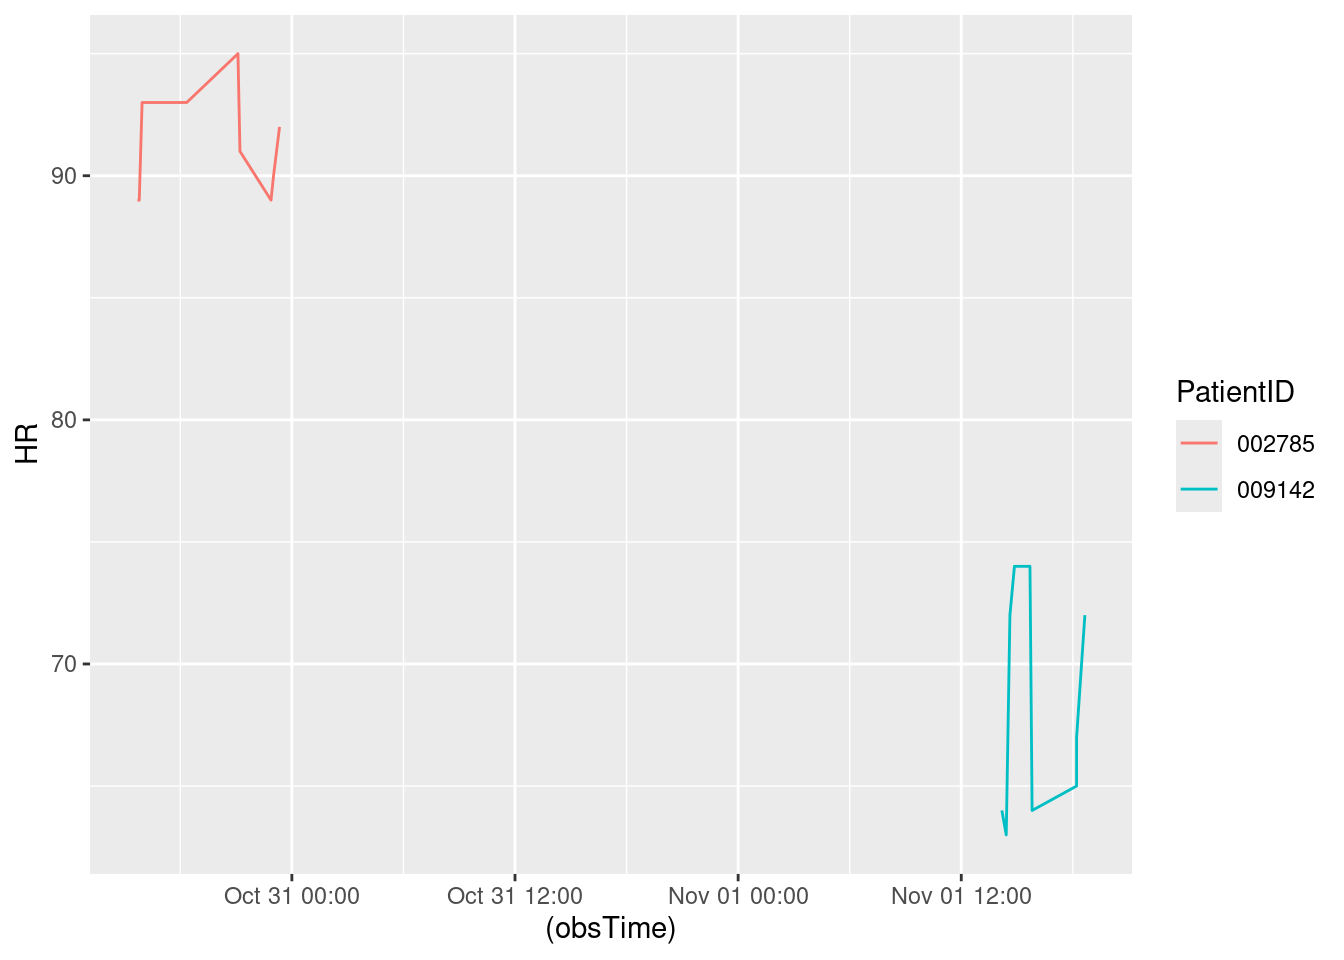 90
80
70
HR
Oct 31 00:00
Oct 31 12:00
Nov 01 00:00
Nov 01 12:00
(obsTime)
PatientID
002785
009142